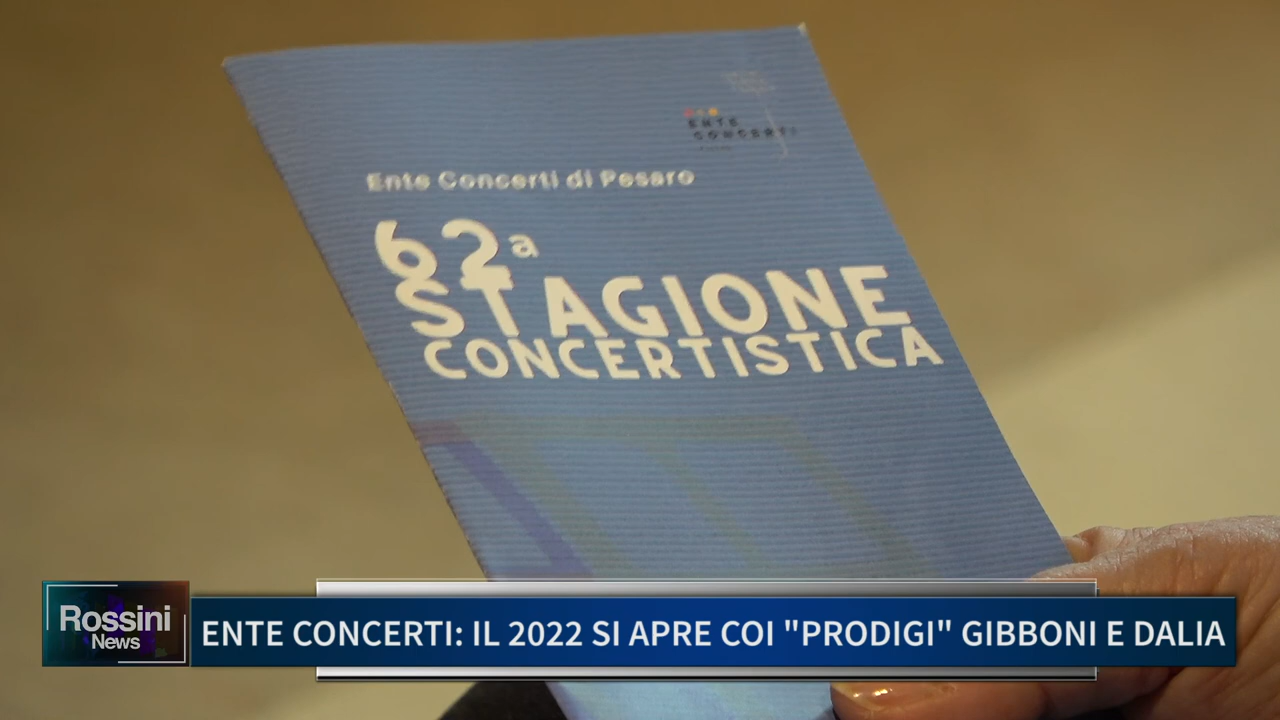 ENTE
CONCERTI
Ente Concerti di Pesaro
62a
STAGIONE
CONCERTISTICA
Rossini
News
ENTE CONCERTI: IL 2022 SI APRE COI "PRODIGI" GIBBONI E DALIA